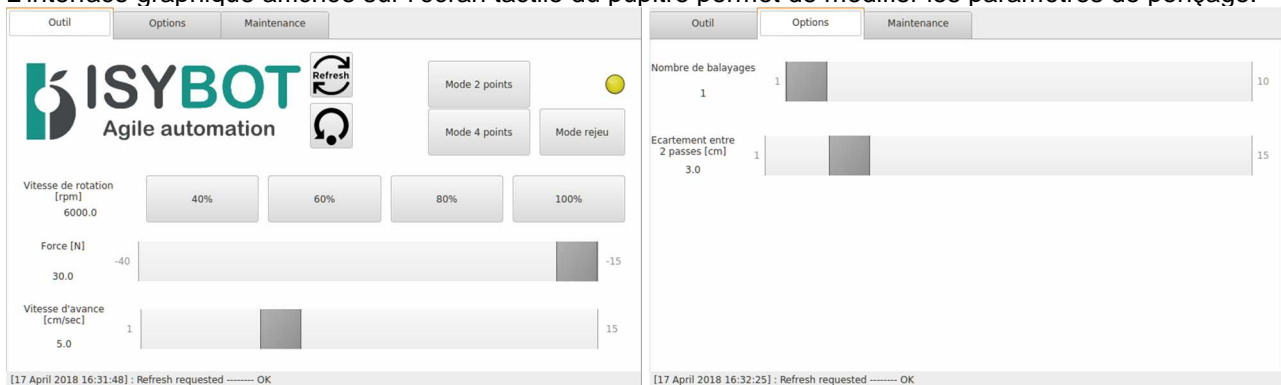 L'interface graphique affichée sur l'écran tactile du pupitre permet de modifier les paramètres de ponçage.
Outil Options Maintenance
ISYBOT
Agile automation
Refresh
Mode 2 points
Mode 4 points Mode rejeu
Vitesse de rotation
[rpm]
6000.0
40% 60% 80% 100%
Force [N]
-40 -15
30.0
Vitesse d'avance
[cm/sec]
1 15
5.0
[17 April 2018 16:31:48] : Refresh requested -------- OK
Outil Options Maintenance
Nombre de balayages
1 10
1
Ecartement entre
2 passes [cm]
1 15
3.0
[17 April 2018 16:32:25] : Refresh requested -------- OK